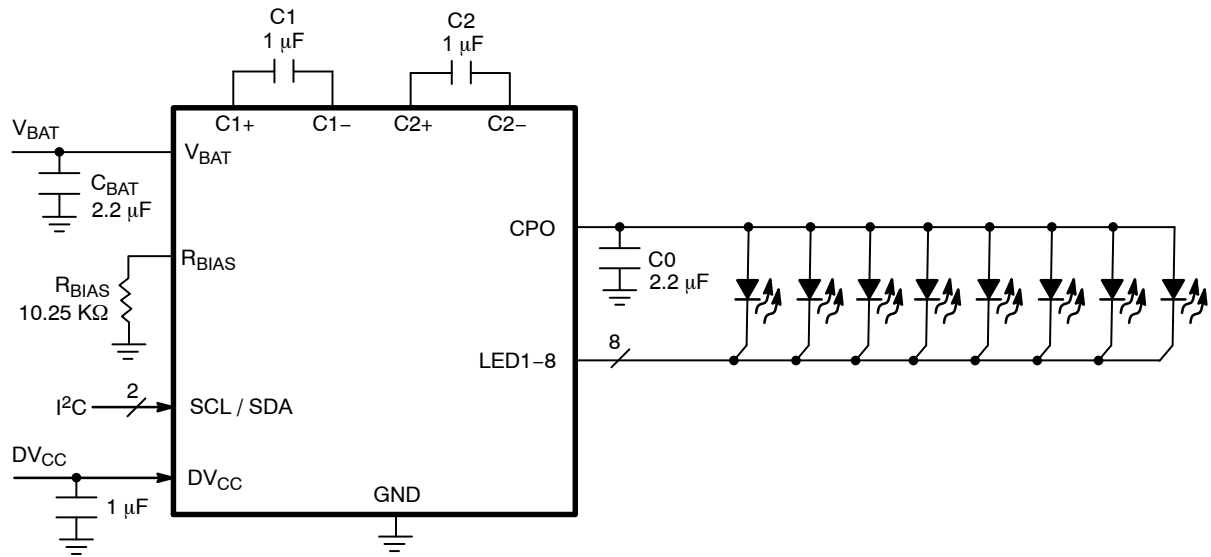 C1
1 μF
C2
1 μF
C1+
C1−
C2+
C2−
V_BAT
V_BAT
C_BAT
2.2 μF
CPO
R_BIAS
C0
2.2 μF
R_BIAS
10.25 KΩ
8
LED1−8
I²C
2
SCL / SDA
DV_CC
DV_CC
GND
1 μF